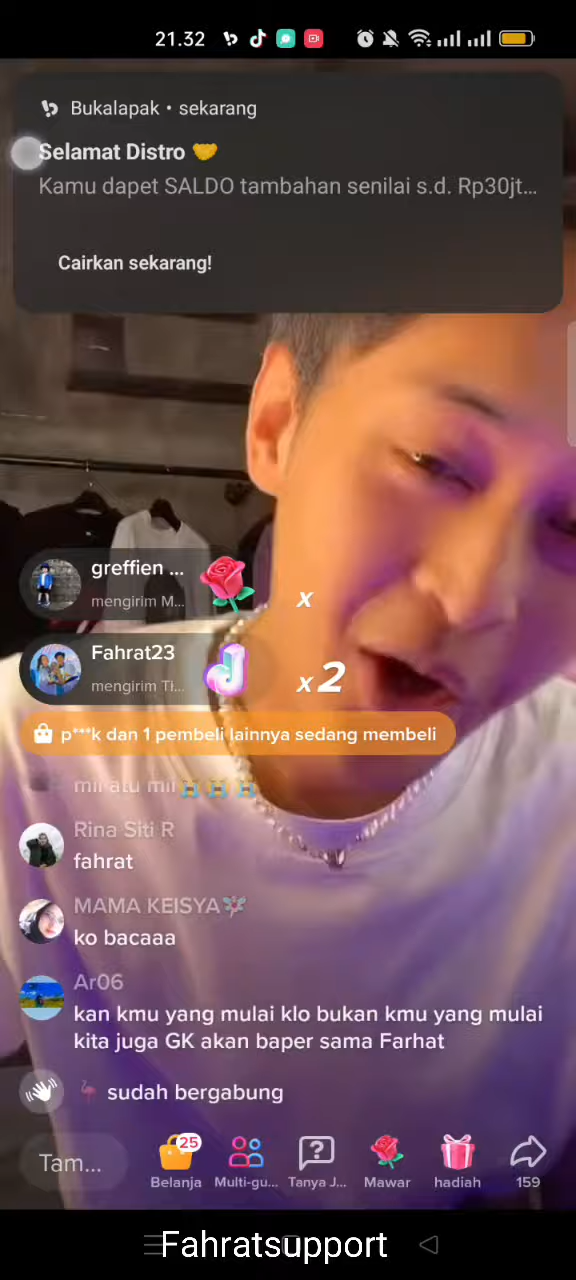 21.32
Bukalapak • sekarang
Selamat Distro 🤝
Kamu dapet SALDO tambahan senilai s.d. Rp30jt...
Cairkan sekarang!
greffien ...
mengirim M...
x
Fahrat23
mengirim Ti...
x2
p***k dan 1 pembeli lainnya sedang membeli
😭😭😭
Rina Siti R
fahrat
MAMA KEISYA
ko bacaaa
Ar06
kan kmu yang mulai klo bukan kmu yang mulai
kita juga GK akan baper sama Farhat
🦩 sudah bergabung
Tam...
25
Belanja
Multi-gu...
Tanya J...
Mawar
hadiah
159
Fahratsupport